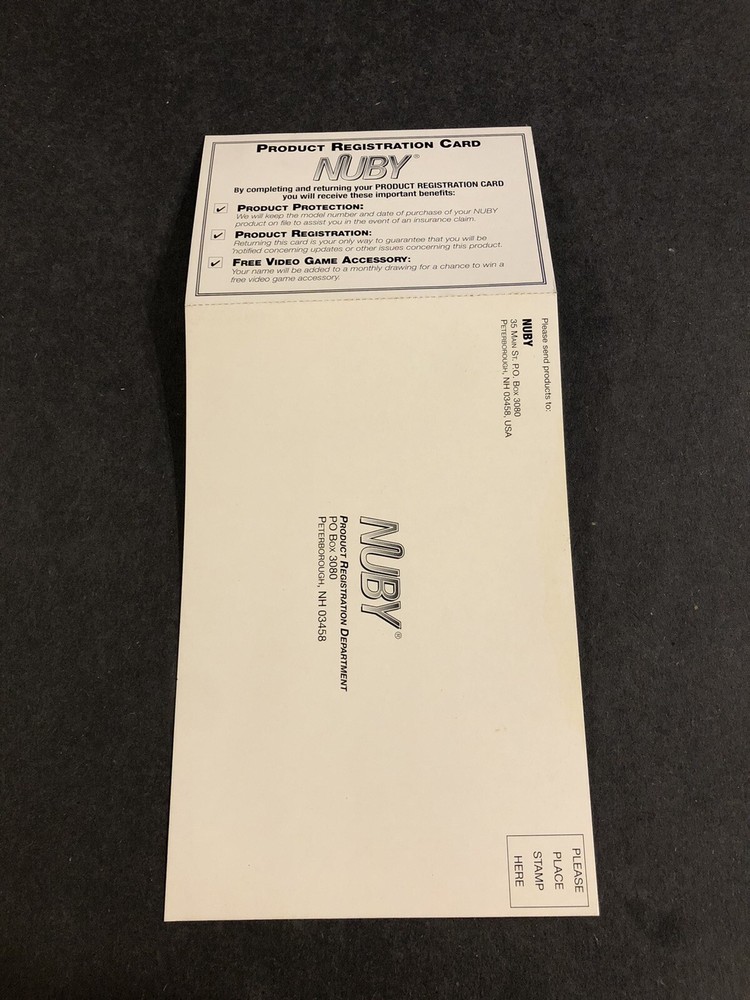 PRODUCT REGISTRATION CARD
NUBY®
By completing and returning your PRODUCT REGISTRATION CARD
you will receive these important benefits:
PRODUCT PROTECTION:
We will keep the model number and date of purchase of your NUBY
product on file to assist you in the event of an insurance claim.
PRODUCT REGISTRATION:
Returning this card is your only way to guarantee that you will be
notified concerning updates or other issues concerning this product.
FREE VIDEO GAME ACCESSORY:
Your name will be added to a monthly drawing for a chance to win a
free video game accessory.
Please send products to:
NUBY
35 MAIN ST. P.O. BOX 3080
PETERBOROUGH, NH 03458, USA
NUBY®
PRODUCT REGISTRATION DEPARTMENT
PO BOX 3080
PETERBOROUGH, NH 03458
PLEASE
PLACE
STAMP
HERE